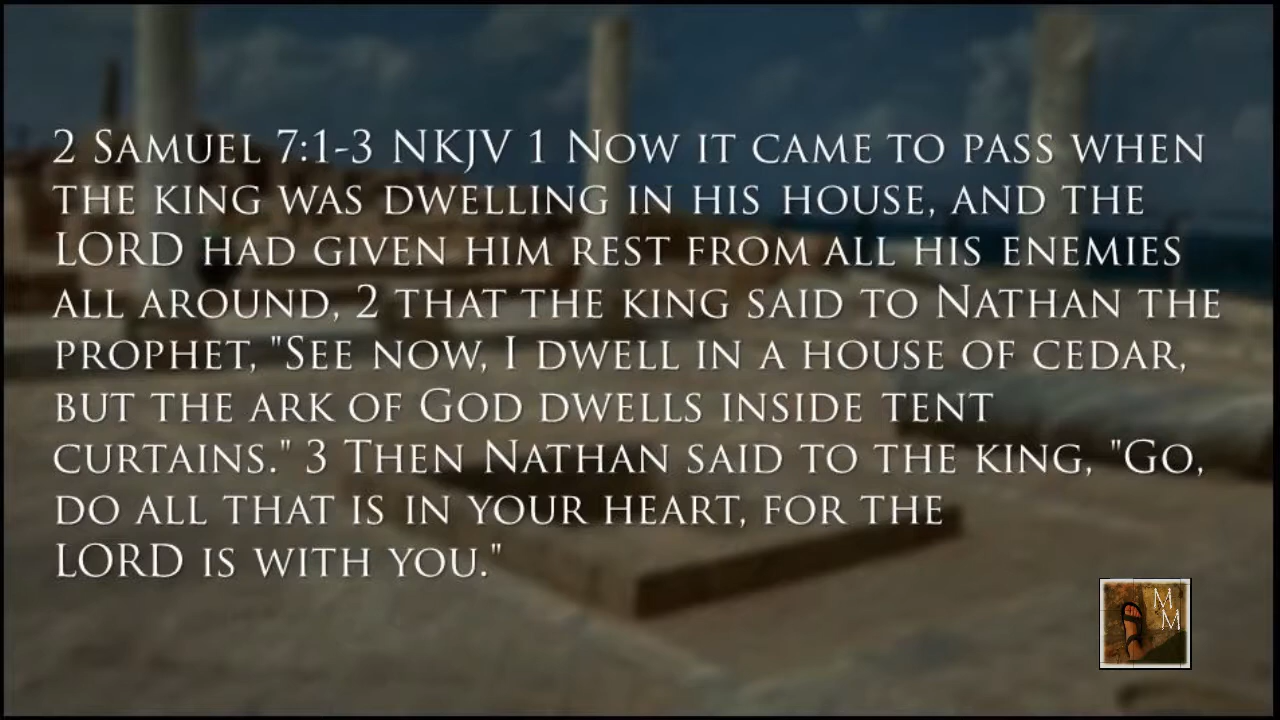 2 Samuel 7:1-3 NKJV 1 Now it came to pass when
the king was dwelling in his house, and the
LORD had given him rest from all his enemies
all around, 2 that the king said to Nathan the
prophet, "See now, I dwell in a house of cedar,
but the ark of God dwells inside tent
curtains." 3 Then Nathan said to the king, "Go,
do all that is in your heart, for the
LORD is with you."
M
M